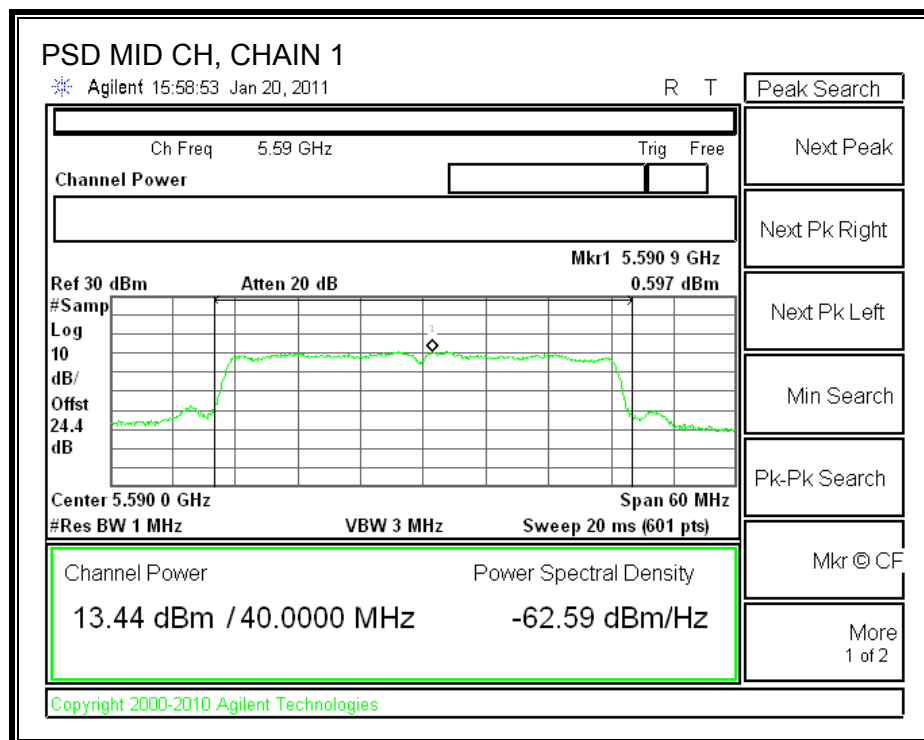 PSD MID CH, CHAIN 1
Agilent 15:58:53 Jan 20, 2011 R T
Peak Search
Ch Freq 5.59 GHz Trig Free
Channel Power
Mkr1 5.590 9 GHz
Ref 30 dBm Atten 20 dB 0.597 dBm
#Samp
Log
10
dB/
Offst
24.4
dB
1
Center 5.590 0 GHz Span 60 MHz
#Res BW 1 MHz VBW 3 MHz Sweep 20 ms (601 pts)
Channel Power Power Spectral Density
13.44 dBm / 40.0000 MHz -62.59 dBm/Hz
Next Peak
Next Pk Right
Next Pk Left
Min Search
Pk-Pk Search
Mkr © CF
More
1 of 2
Copyright 2000-2010 Agilent Technologies